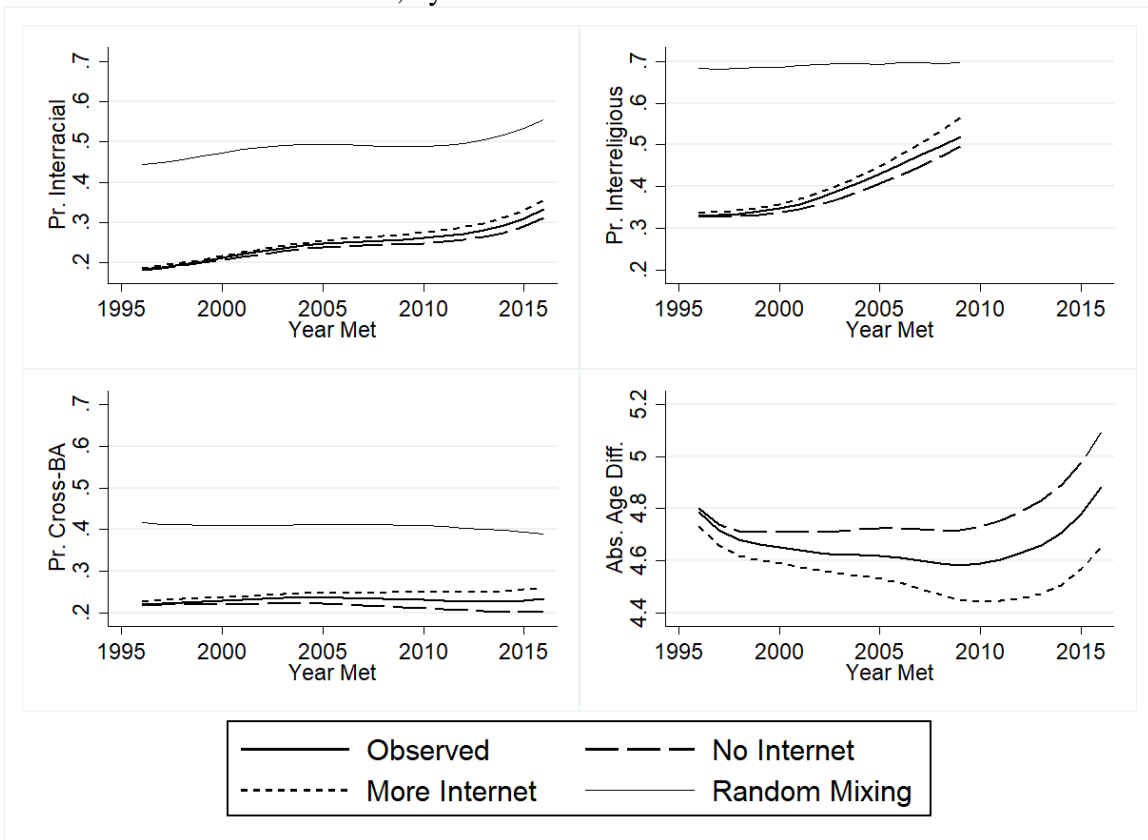 Pr. Interracial
.7
.6
.5
.4
.3
.2
1995 2000 2005 2010 2015
Year Met
Pr. Interreligious
.7
.6
.5
.4
.3
.2
1995 2000 2005 2010 2015
Year Met
Pr. Cross-BA
.7
.6
.5
.4
.3
.2
1995 2000 2005 2010 2015
Year Met
Abs. Age Diff.
5.2
5
4.8
4.6
4.4
1995 2000 2005 2010 2015
Year Met
Observed No Internet
More Internet Random Mixing